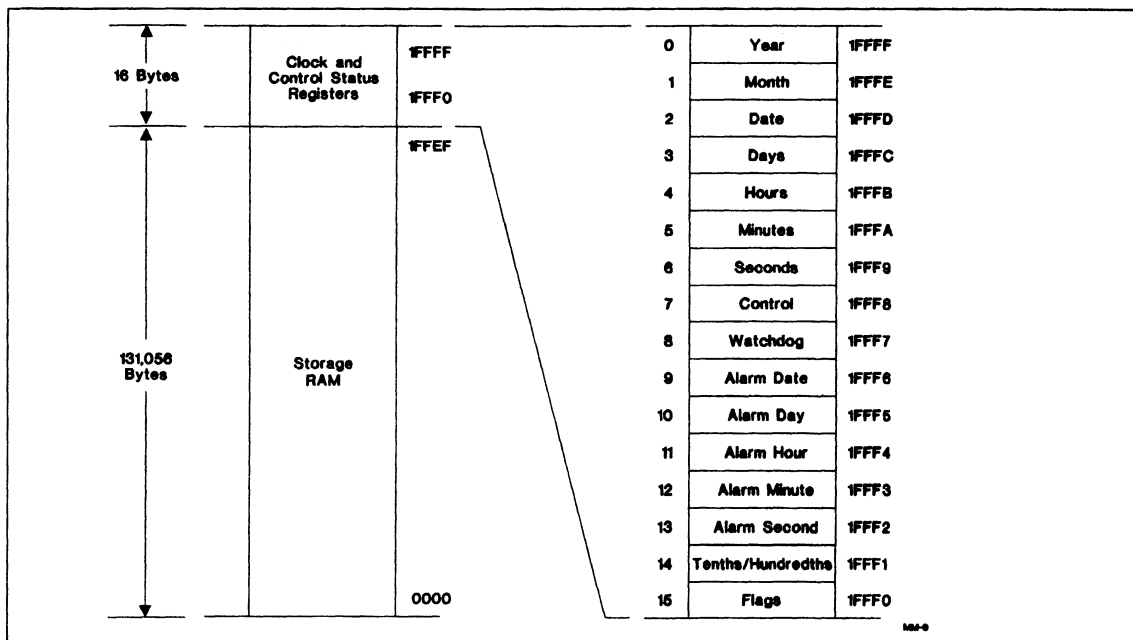 16 Bytes
Clock and
Control Status
Registers
1FFFF
1FFF0
1FFEF
131,056
Bytes
Storage
RAM
0000
0 Year 1FFFF
1 Month 1FFFE
2 Date 1FFFD
3 Days 1FFFC
4 Hours 1FFFB
5 Minutes 1FFFA
6 Seconds 1FFF9
7 Control 1FFF8
8 Watchdog 1FFF7
9 Alarm Date 1FFF6
10 Alarm Day 1FFF5
11 Alarm Hour 1FFF4
12 Alarm Minute 1FFF3
13 Alarm Second 1FFF2
14 Tenths/Hundredths 1FFF1
15 Flags 1FFF0